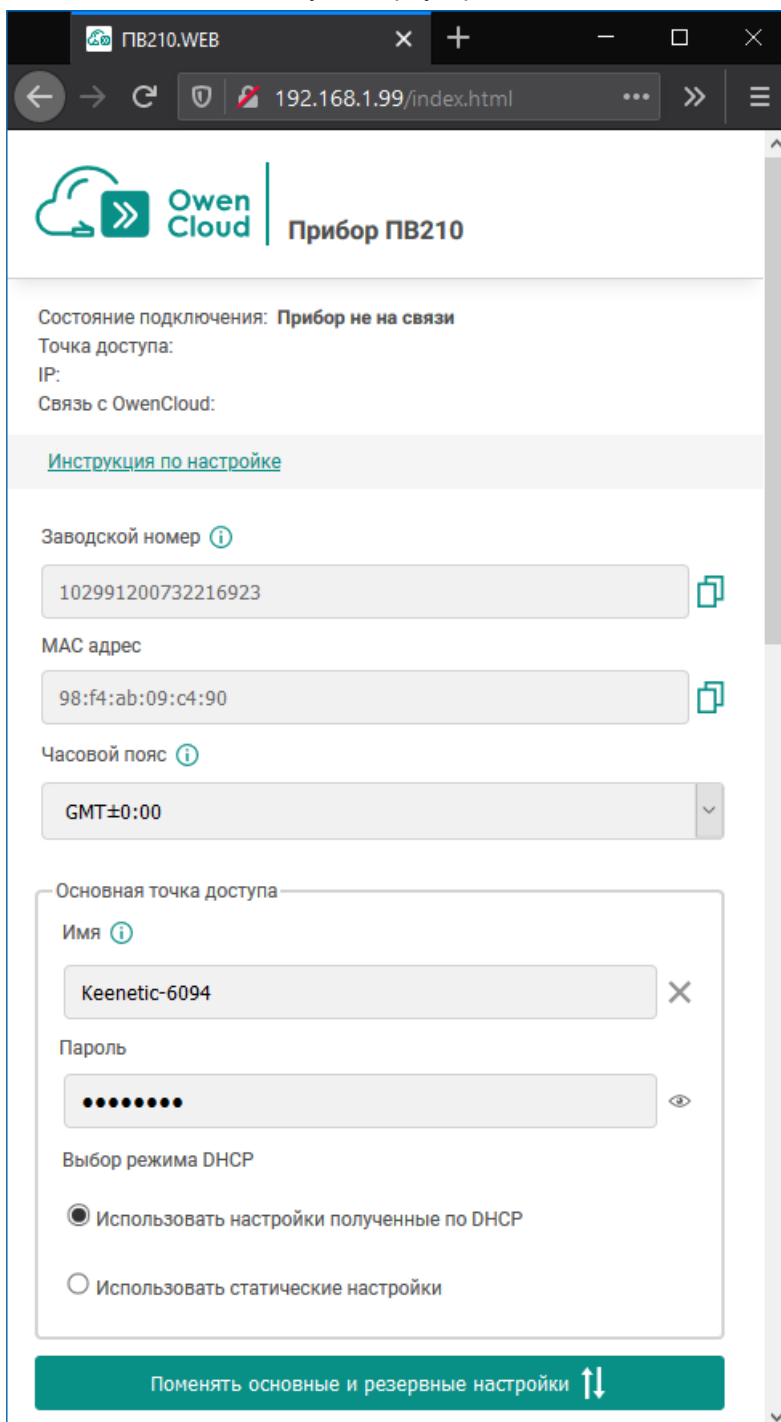 ПВ210.WEB
192.168.1.99/index.html
Owen
Cloud
Прибор ПВ210
Состояние подключения: Прибор не на связи
Точка доступа:
IP:
Связь с OwenCloud:
Инструкция по настройке
Заводской номер
102991200732216923
MAC адрес
98:f4:ab:09:c4:90
Часовой пояс
GMT±0:00
Основная точка доступа
Имя
Keenetic-6094
Пароль
••••••••
Выбор режима DHCP
Использовать настройки полученные по DHCP
Использовать статические настройки
Поменять основные и резервные настройки